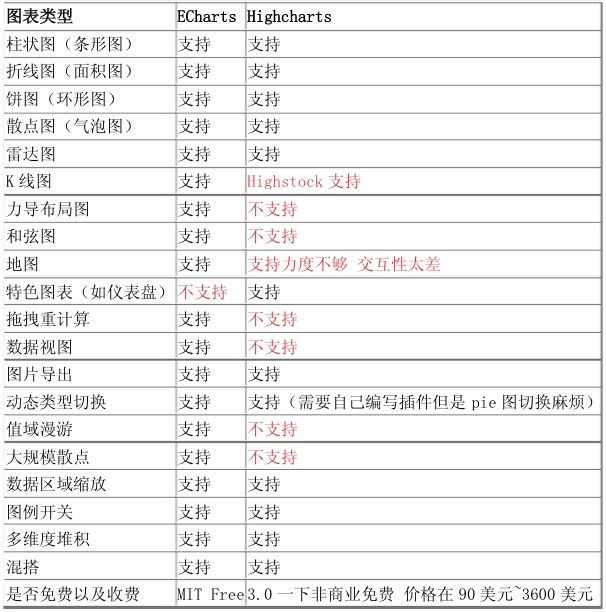 图表类型 ECharts Highcharts
柱状图（条形图） 支持 支持
折线图（面积图） 支持 支持
饼图（环形图） 支持 支持
散点图（气泡图） 支持 支持
雷达图 支持 支持
K 线图 支持 Highstock 支持
力导布局图 支持 不支持
和弦图 支持 不支持
地图 支持 支持力度不够 交互性太差
特色图表（如仪表盘） 不支持 支持
拖拽重计算 支持 不支持
数据视图 支持 不支持
图片导出 支持 支持
动态类型切换 支持 支持（需要自己编写插件但是 pie 图切换麻烦）
值域漫游 支持 不支持
大规模散点 支持 不支持
数据区域缩放 支持 支持
图例开关 支持 支持
多维度堆积 支持 支持
混搭 支持 支持
是否免费以及收费 MIT Free 3.0 一下非商业免费 价格在 90 美元~3600 美元